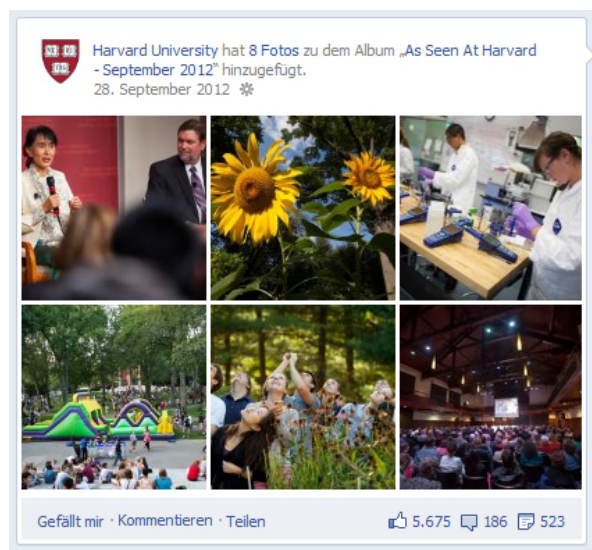 Harvard University hat 8 Fotos zu dem Album „As Seen At Harvard
- September 2012“ hinzugefügt.
28. September 2012
Gefällt mir · Kommentieren · Teilen 5.675 186 523